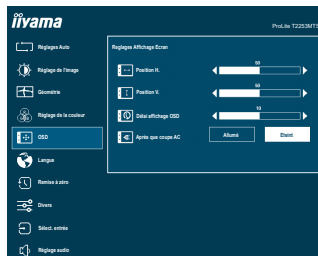 iiyama
ProLite T2253MTS
Réglages Auto
Réglage de l'image
Géométrie
Réglage de la couleur
OSD
Langue
Remise à zéro
Divers
Sélect. entrée
Réglage audio
Reglages Affichage Ecran
Position H.
50
Position V.
50
Délai affichage OSD
10
Après que coupe AC
Allumé
Eteint